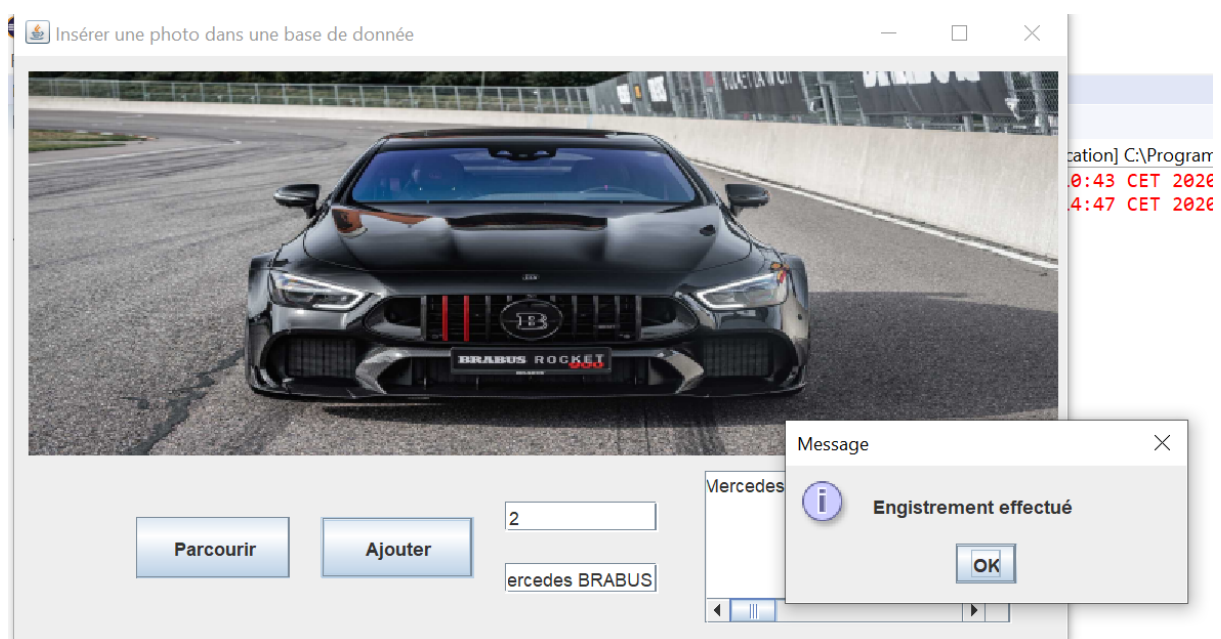 Insérer une photo dans une base de donnée
cation] C:\Program
0:43 CET 2020
4:47 CET 2020
B
BRABUS ROCKET
900
Message
Engistrement effectué
OK
Mercedes
Parcourir
Ajouter
2
ercedes BRABUS